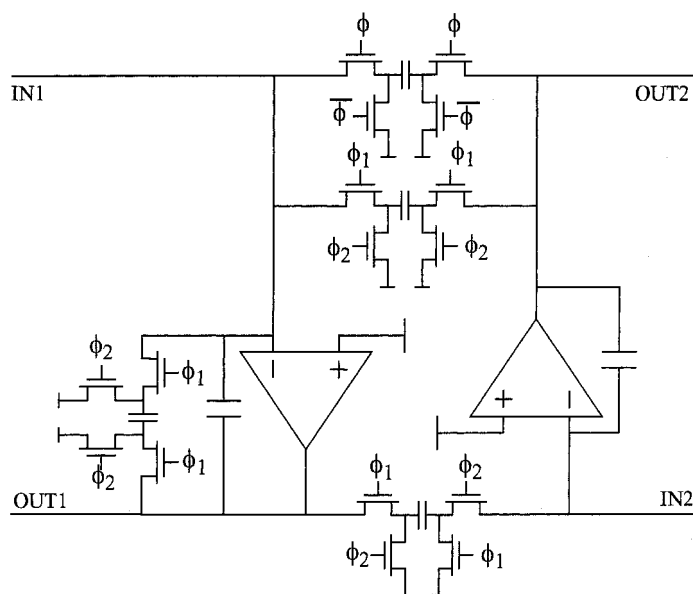 ϕ ϕ
IN1 OUT2
ϕ̅ ϕ̅
ϕ₁ ϕ₁
ϕ₂ ϕ₂
ϕ₂ ϕ₁
− +
+ −
ϕ₂ ϕ₁
ϕ₁ ϕ₂
OUT1 IN2
ϕ₂ ϕ₁